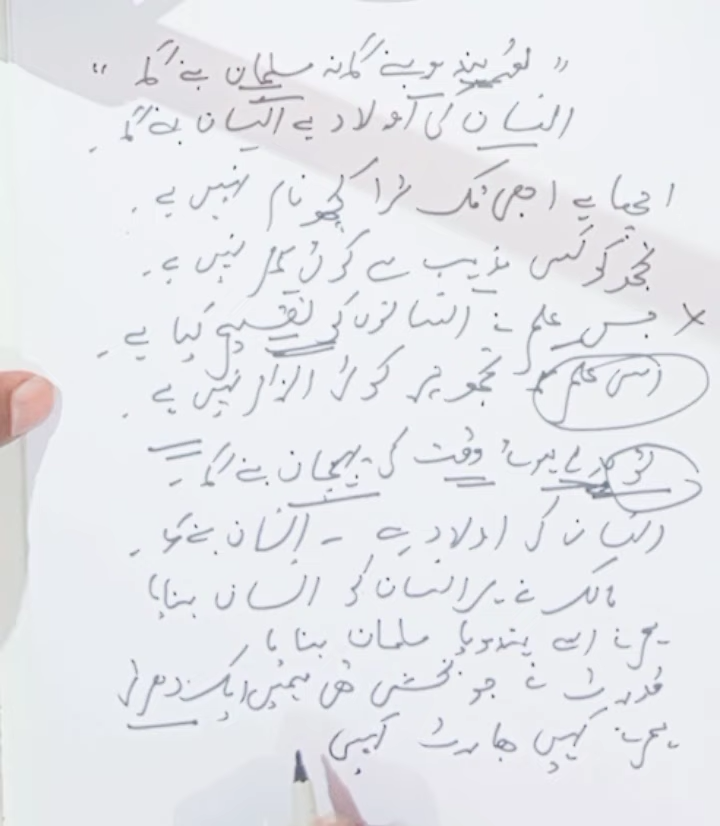 ” تو ہندو بنے گا نہ مسلمان بنے گا “
انسان کی اولاد ہے انسان بنے گا ۔
اچھا ہے ابھی تک تیرا کچھ نام نہیں ہے ۔
تجھ کو کسی مذہب سے کوئی کام نہیں ہے ۔
جس علم نے انسانوں کو تقسیم کیا ہے ۔
اس علم کا تجھ پر کوئی الزام نہیں ہے ۔
تو بدلے ہوئے وقت کی پہچان بنے گا ۔
انسان کی اولاد ہے ۔ انسان بنے گا ۔
مالک نے ہر انسان کو انسان بنایا
ہم نے اسے ہندو یا مسلمان بنایا
قدرت نے جو بخشی تھی ہمیں ایک دھرتی
ہم نے کہیں بھارت کہیں